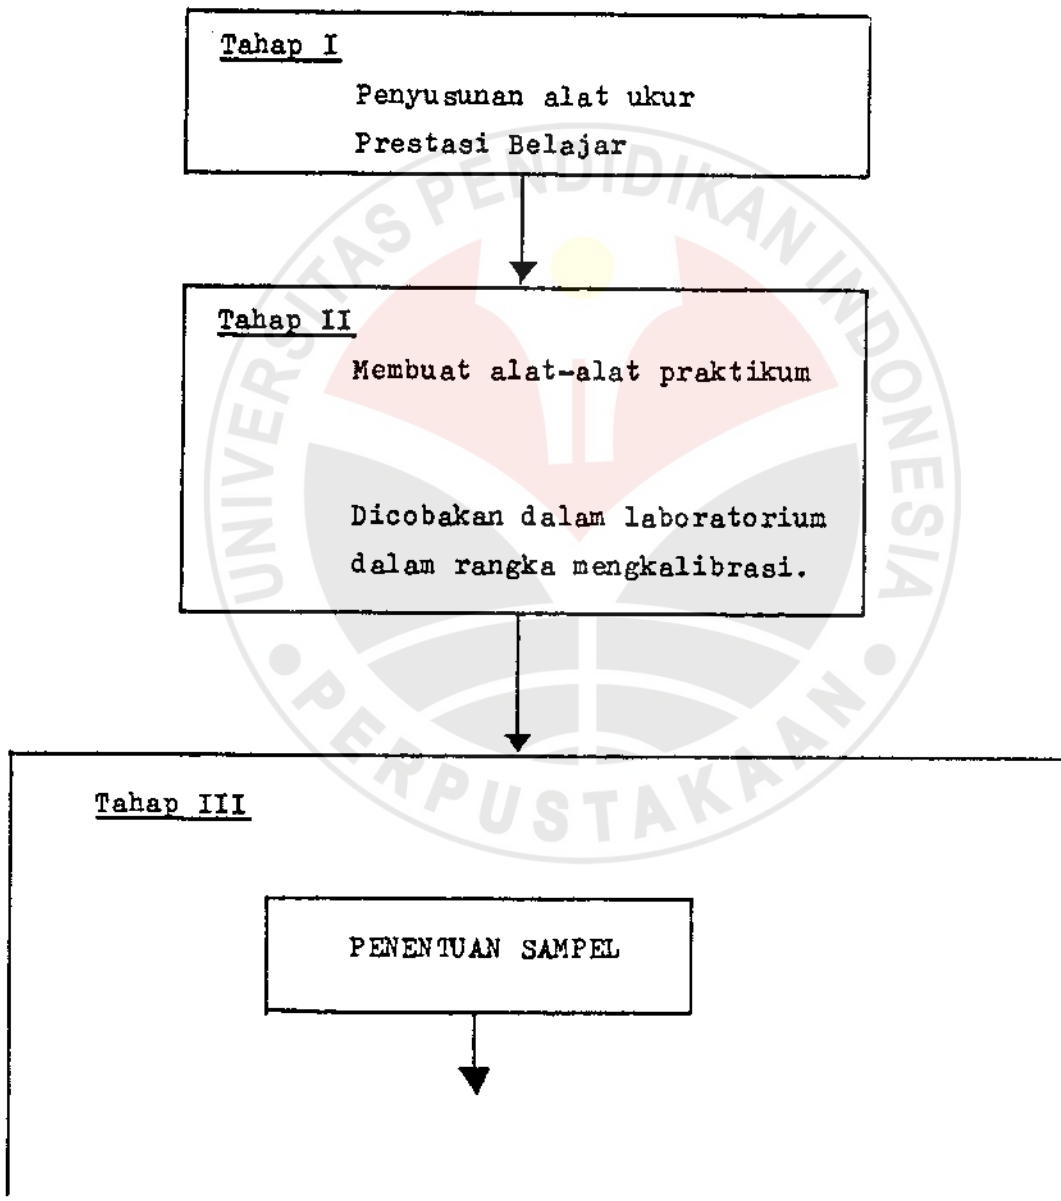 Tahap I
Penyusunan alat ukur
Prestasi Belajar
Tahap II
Membuat alat-alat praktikum
Dicobakan dalam laboratorium
dalam rangka mengkalibrasi.
Tahap III
PENENTUAN SAMPEL
UNIVERSITAS PENDIDIKAN INDONESIA
PERPUSTAKAAN